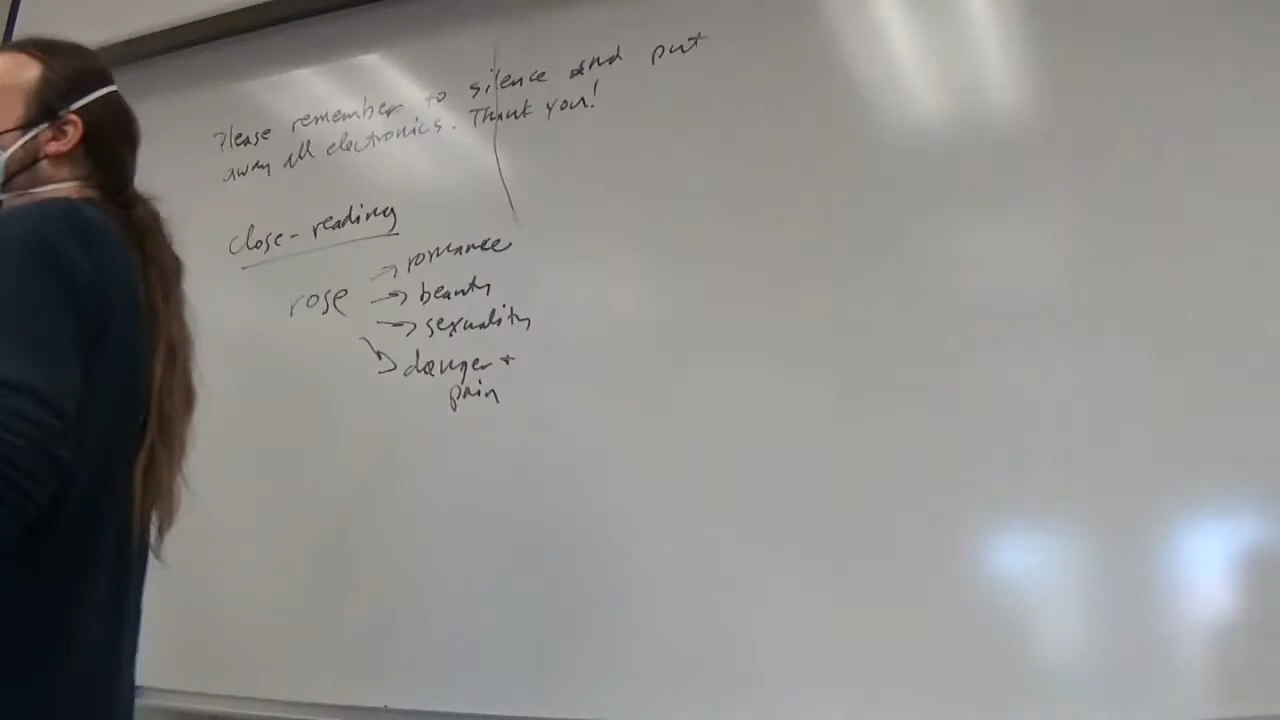 Please remember to silence and put
away all electronics. Thank you!
close-reading
rose → romance
→ beauty
→ sexuality
→ danger +
pain